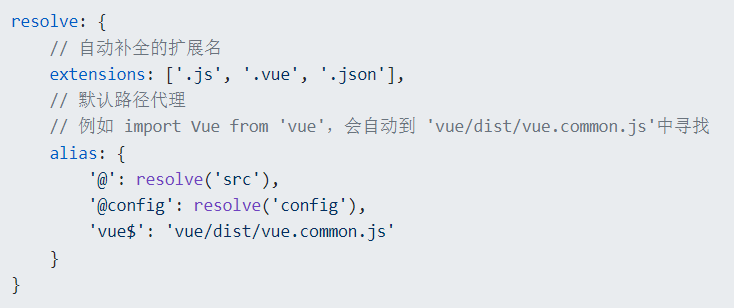 resolve: {
    // 自动补全的扩展名
    extensions: ['.js', '.vue', '.json'],
    // 默认路径代理
    // 例如 import Vue from 'vue'，会自动到 'vue/dist/vue.common.js'中寻找
    alias: {
        '@': resolve('src'),
        '@config': resolve('config'),
        'vue$': 'vue/dist/vue.common.js'
    }
}